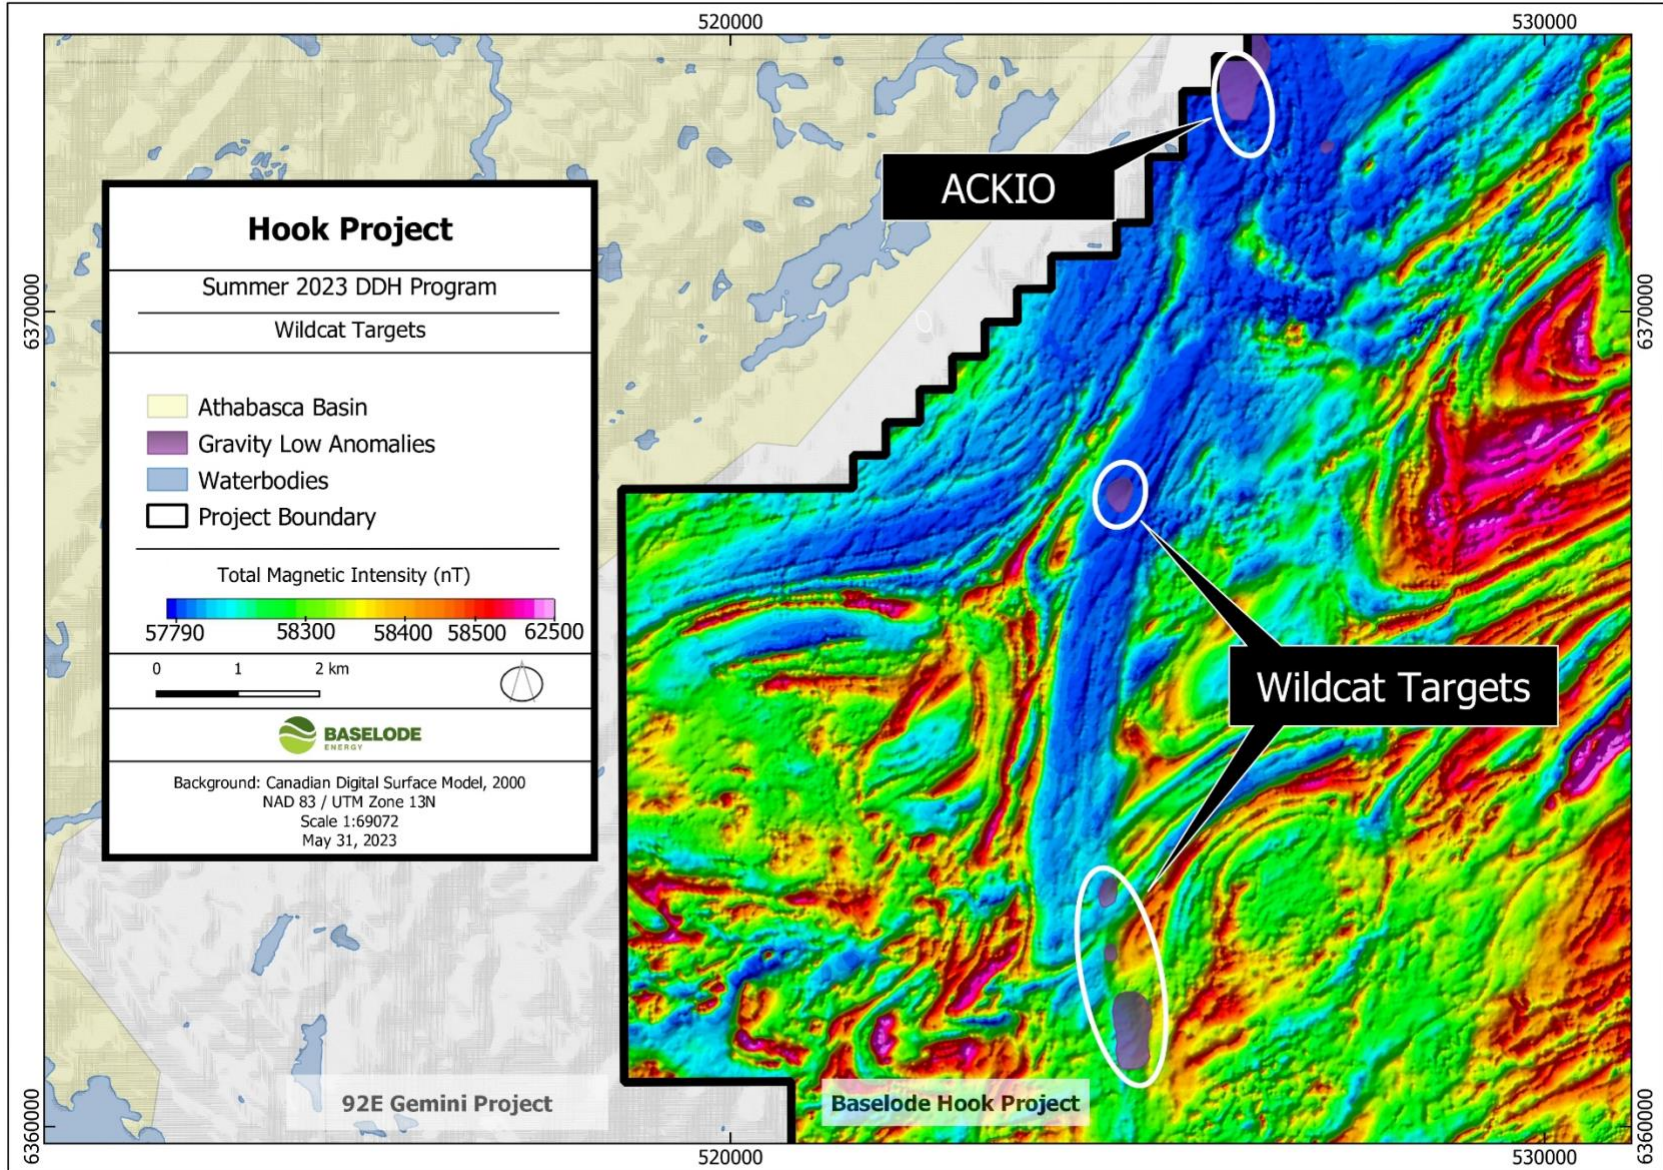 520000
530000
6370000
6370000
ACKIO
Hook Project
Summer 2023 DDH Program
Wildcat Targets
Athabasca Basin
Gravity Low Anomalies
Waterbodies
Project Boundary
Total Magnetic Intensity (nT)
57790 58300 58400 58500 62500
0 1 2 km
BASELODE
ENERGY
Background: Canadian Digital Surface Model, 2000
NAD 83 / UTM Zone 13N
Scale 1:69072
May 31, 2023
Wildcat Targets
92E Gemini Project
Baselode Hook Project
6360000
6360000
520000
530000